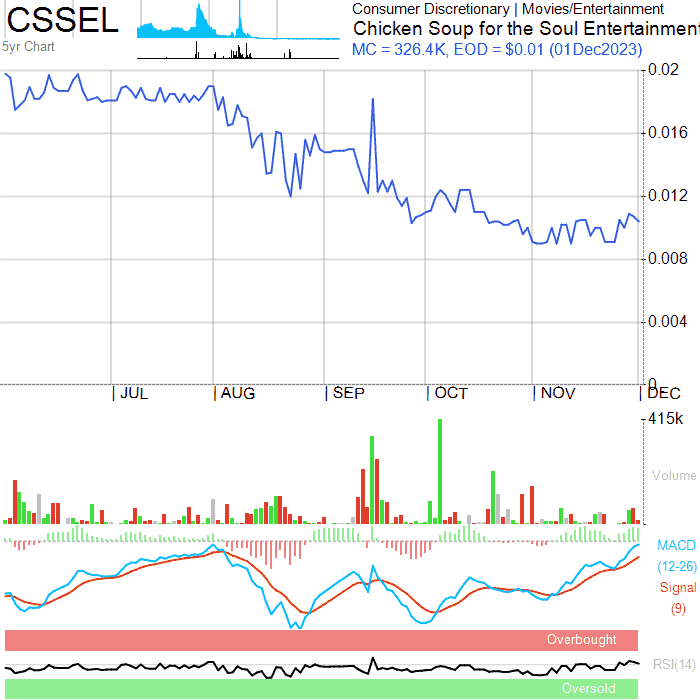 CSSEL
5yr Chart
Consumer Discretionary | Movies/Entertainment
Chicken Soup for the Soul Entertainment
MC = 326.4K, EOD = $0.01 (01Dec2023)
0.02
0.016
0.012
0.008
0.004
0
JUL
AUG
SEP
OCT
NOV
DEC
415k
Volume
MACD
(12-26)
Signal
(9)
Overbought
RSI(14)
Oversold